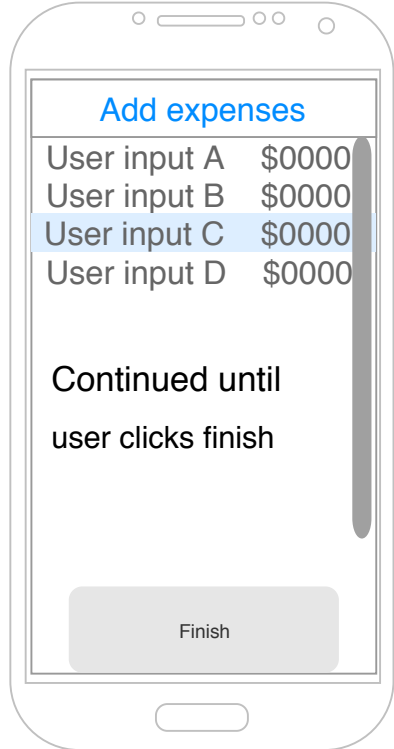 Add expenses
User input A $0000
User input B $0000
User input C $0000
User input D $0000
Continued until
user clicks finish
Finish